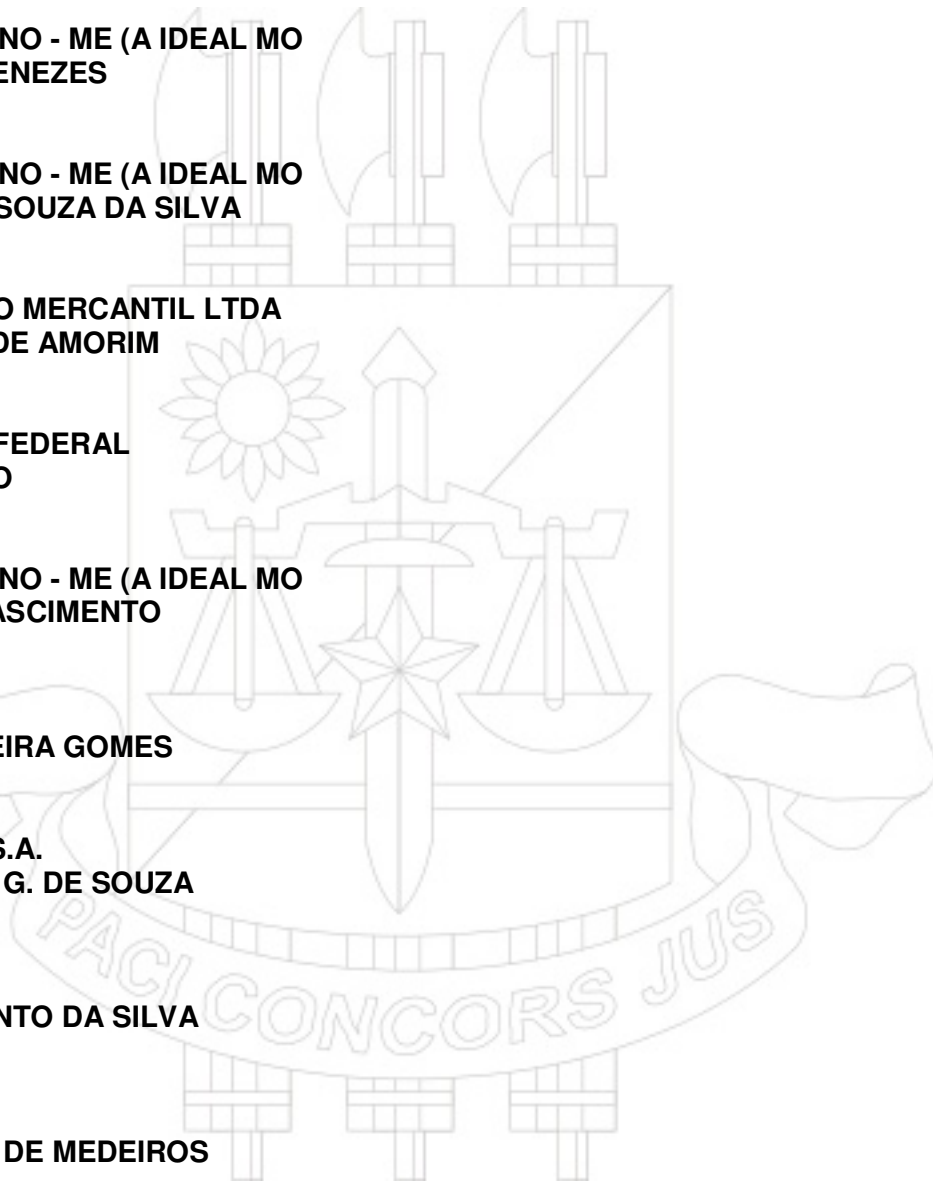 NO - ME (A IDEAL MO
ENEZES
NO - ME (A IDEAL MO
SOUZA DA SILVA
O MERCANTIL LTDA
DE AMORIM
FEDERAL
O
NO - ME (A IDEAL MO
ASCIMENTO
EIRA GOMES
S.A.
G. DE SOUZA
NTO DA SILVA
DE MEDEIROS
PACI CONCORS JUS